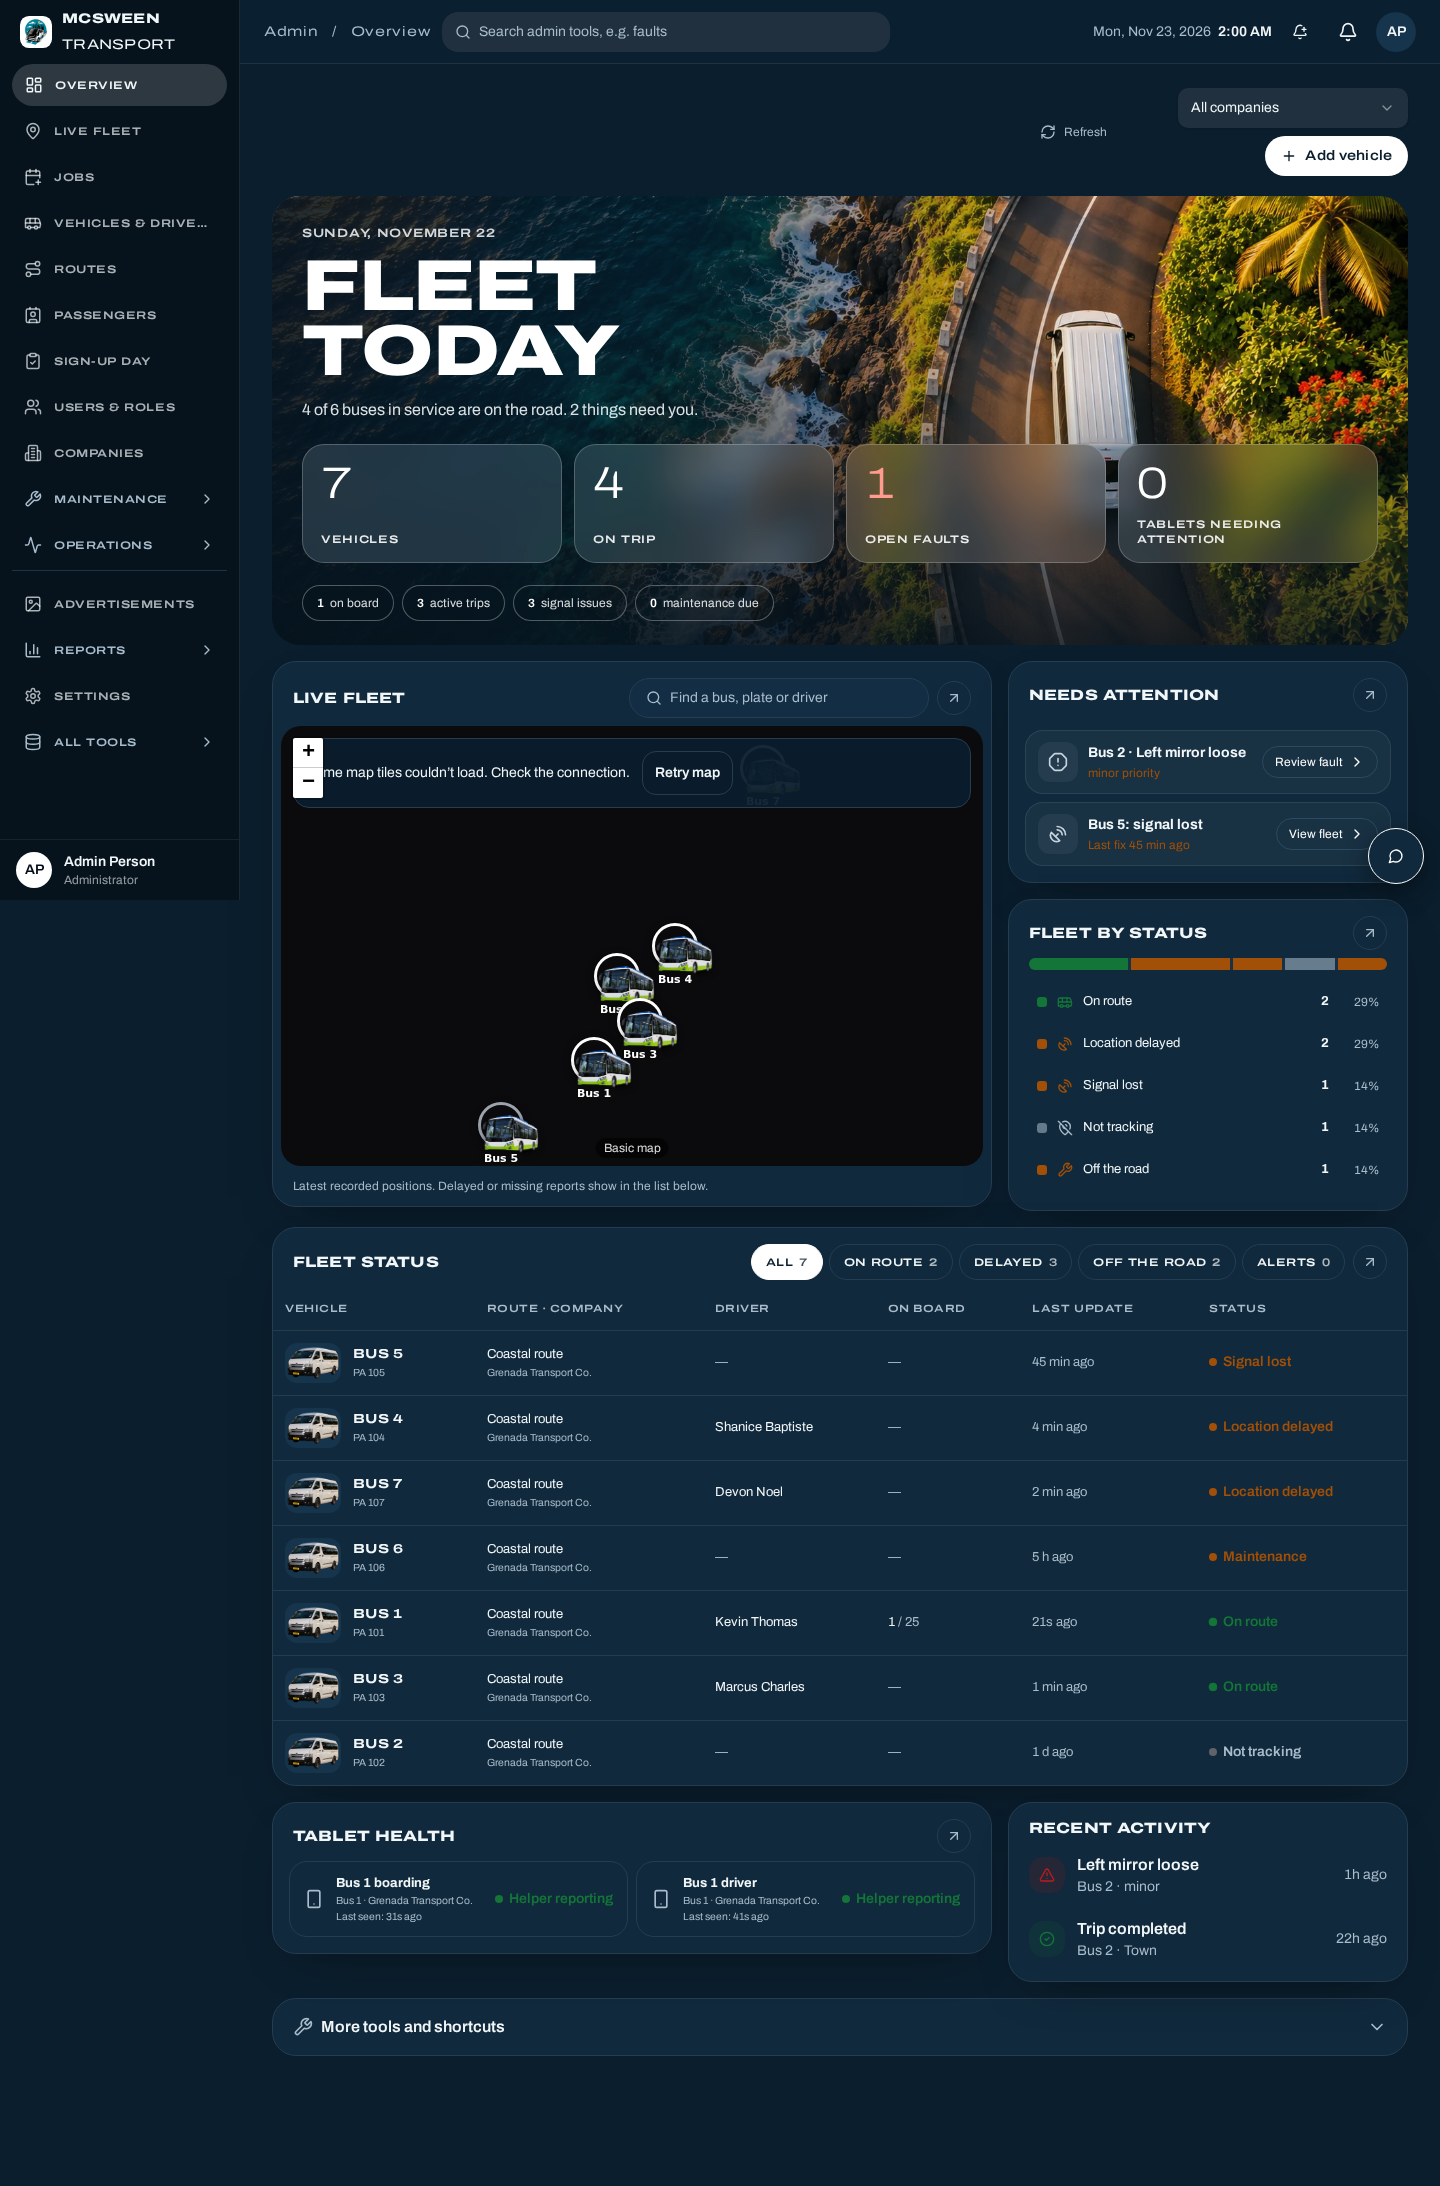 MCSWEEN
TRANSPORT
OVERVIEW
LIVE FLEET
JOBS
VEHICLES & DRIVE...
ROUTES
PASSENGERS
SIGN-UP DAY
USERS & ROLES
COMPANIES
MAINTENANCE
OPERATIONS
ADVERTISEMENTS
REPORTS
SETTINGS
ALL TOOLS
AP
Admin Person
Administrator
Admin / Overview
Search admin tools, e.g. faults
Mon, Nov 23, 2026 2:00 AM
AP
All companies
Refresh
Add vehicle
SUNDAY, NOVEMBER 22
FLEET
TODAY
4 of 6 buses in service are on the road. 2 things need you.
7
VEHICLES
4
ON TRIP
1
OPEN FAULTS
0
TABLETS NEEDING
ATTENTION
1 on board
3 active trips
3 signal issues
0 maintenance due
LIVE FLEET
Find a bus, plate or driver
+
−
me map tiles couldn't load. Check the connection.
Retry map
Bus 7
Bus 4
Bus
Bus 3
Bus 1
Bus 5
Basic map
Latest recorded positions. Delayed or missing reports show in the list below.
NEEDS ATTENTION
Bus 2 · Left mirror loose
minor priority
Review fault
Bus 5: signal lost
Last fix 45 min ago
View fleet
FLEET BY STATUS
On route 2 29%
Location delayed 2 29%
Signal lost 1 14%
Not tracking 1 14%
Off the road 1 14%
FLEET STATUS
ALL 7
ON ROUTE 2
DELAYED 3
OFF THE ROAD 2
ALERTS 0
VEHICLE ROUTE · COMPANY DRIVER ON BOARD LAST UPDATE STATUS
BUS 5 Coastal route — — 45 min ago Signal lost
PA 105 Grenada Transport Co.
BUS 4 Coastal route Shanice Baptiste — 4 min ago Location delayed
PA 104 Grenada Transport Co.
BUS 7 Coastal route Devon Noel — 2 min ago Location delayed
PA 107 Grenada Transport Co.
BUS 6 Coastal route — — 5 h ago Maintenance
PA 106 Grenada Transport Co.
BUS 1 Coastal route Kevin Thomas 1 / 25 21s ago On route
PA 101 Grenada Transport Co.
BUS 3 Coastal route Marcus Charles — 1 min ago On route
PA 103 Grenada Transport Co.
BUS 2 Coastal route — — 1 d ago Not tracking
PA 102 Grenada Transport Co.
TABLET HEALTH
Bus 1 boarding
Bus 1 · Grenada Transport Co.
Last seen: 31s ago
Helper reporting
Bus 1 driver
Bus 1 · Grenada Transport Co.
Last seen: 41s ago
Helper reporting
RECENT ACTIVITY
Left mirror loose
Bus 2 · minor
1h ago
Trip completed
Bus 2 · Town
22h ago
More tools and shortcuts